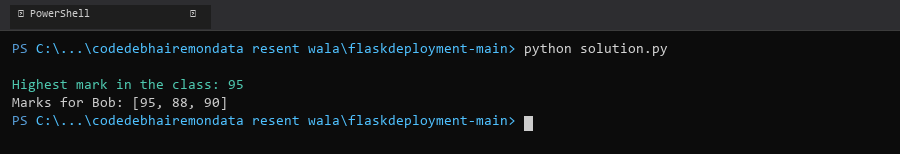 PowerShell
PS C:\...\codedebhairemondata resent wala\flaskdeployment-main> python solution.py
Highest mark in the class: 95
Marks for Bob: [95, 88, 90]
PS C:\...\codedebhairemondata resent wala\flaskdeployment-main>